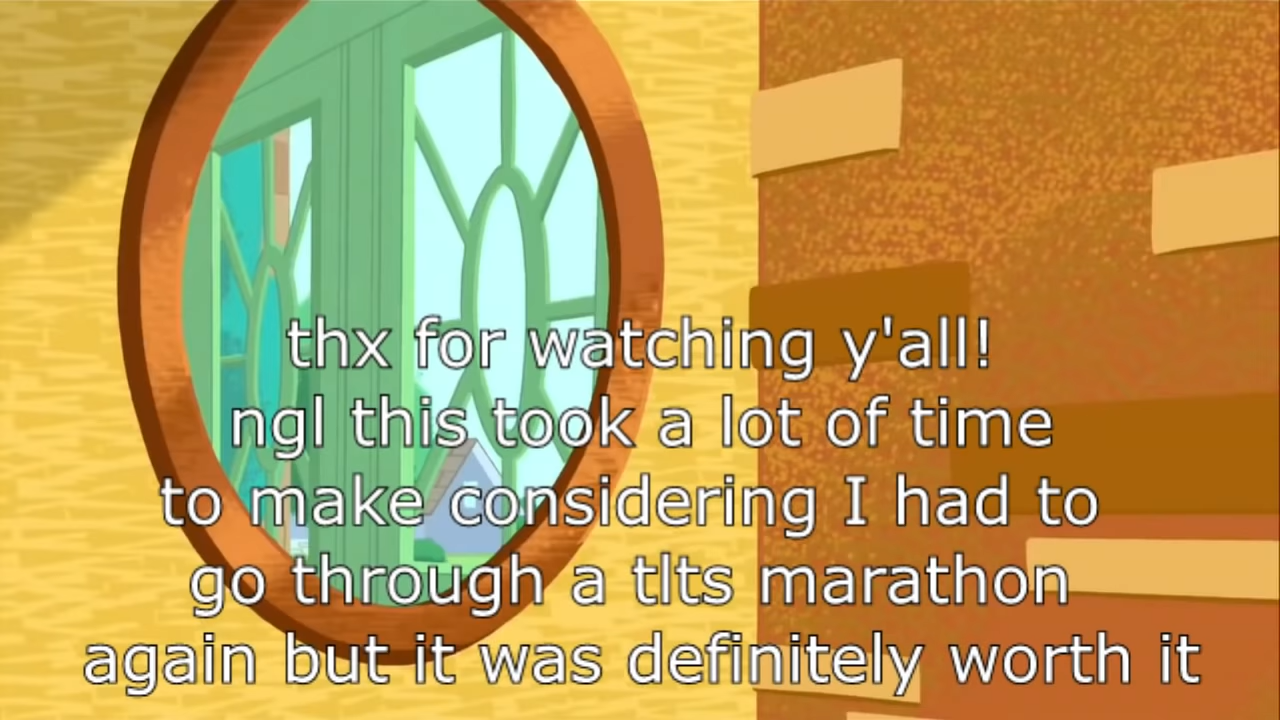 thx for watching y'all!
ngl this took a lot of time
to make considering I had to
go through a tlts marathon
again but it was definitely worth it